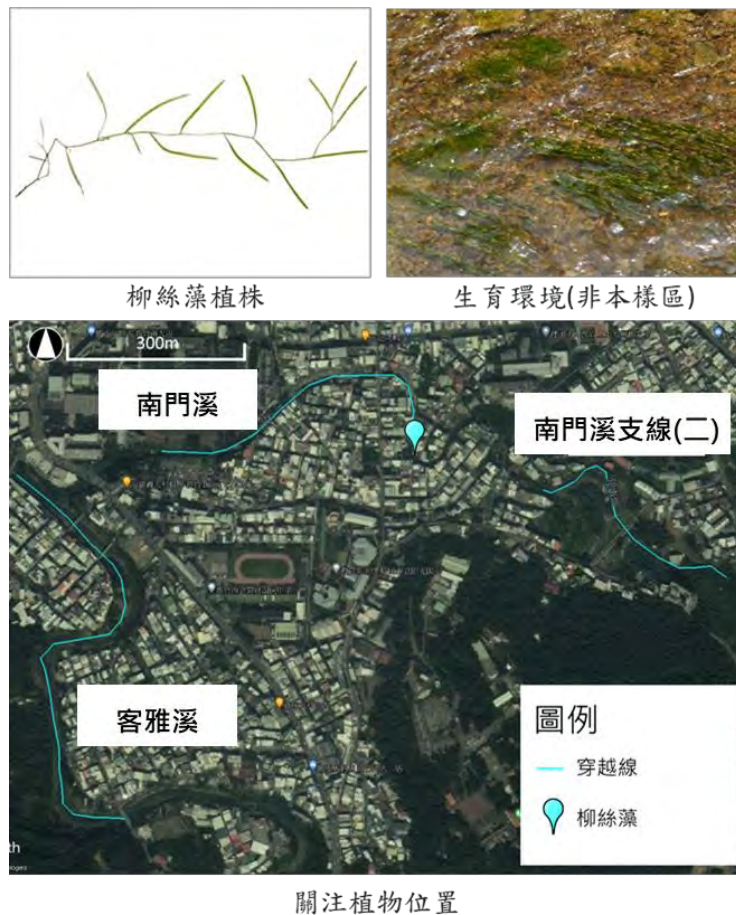 柳絲藻植株
生育環境(非本樣區)
300m
南門溪
南門溪支線(二)
客雅溪
圖例
穿越線
柳絲藻
th
關注植物位置